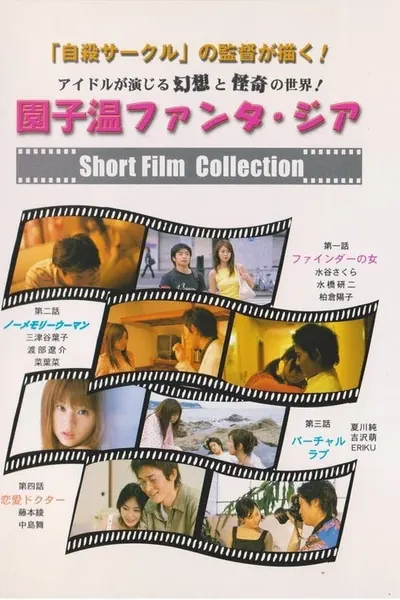 「自殺サークル」の監督が描く!
アイドルが演じる幻想と怪奇の世界!
園子温ファンタ・ジア
Short Film Collection
第一話
ファインダーの女
水谷さくら
水橋研二
柏倉陽子
第二話
ノーメモリーウーマン
三津谷葉子
渡部遼介
菜葉菜
第三話
バーチャル
ラブ
夏川純
吉沢萌
ERIKU
第四話
恋愛ドクター
藤本綾
中島舞